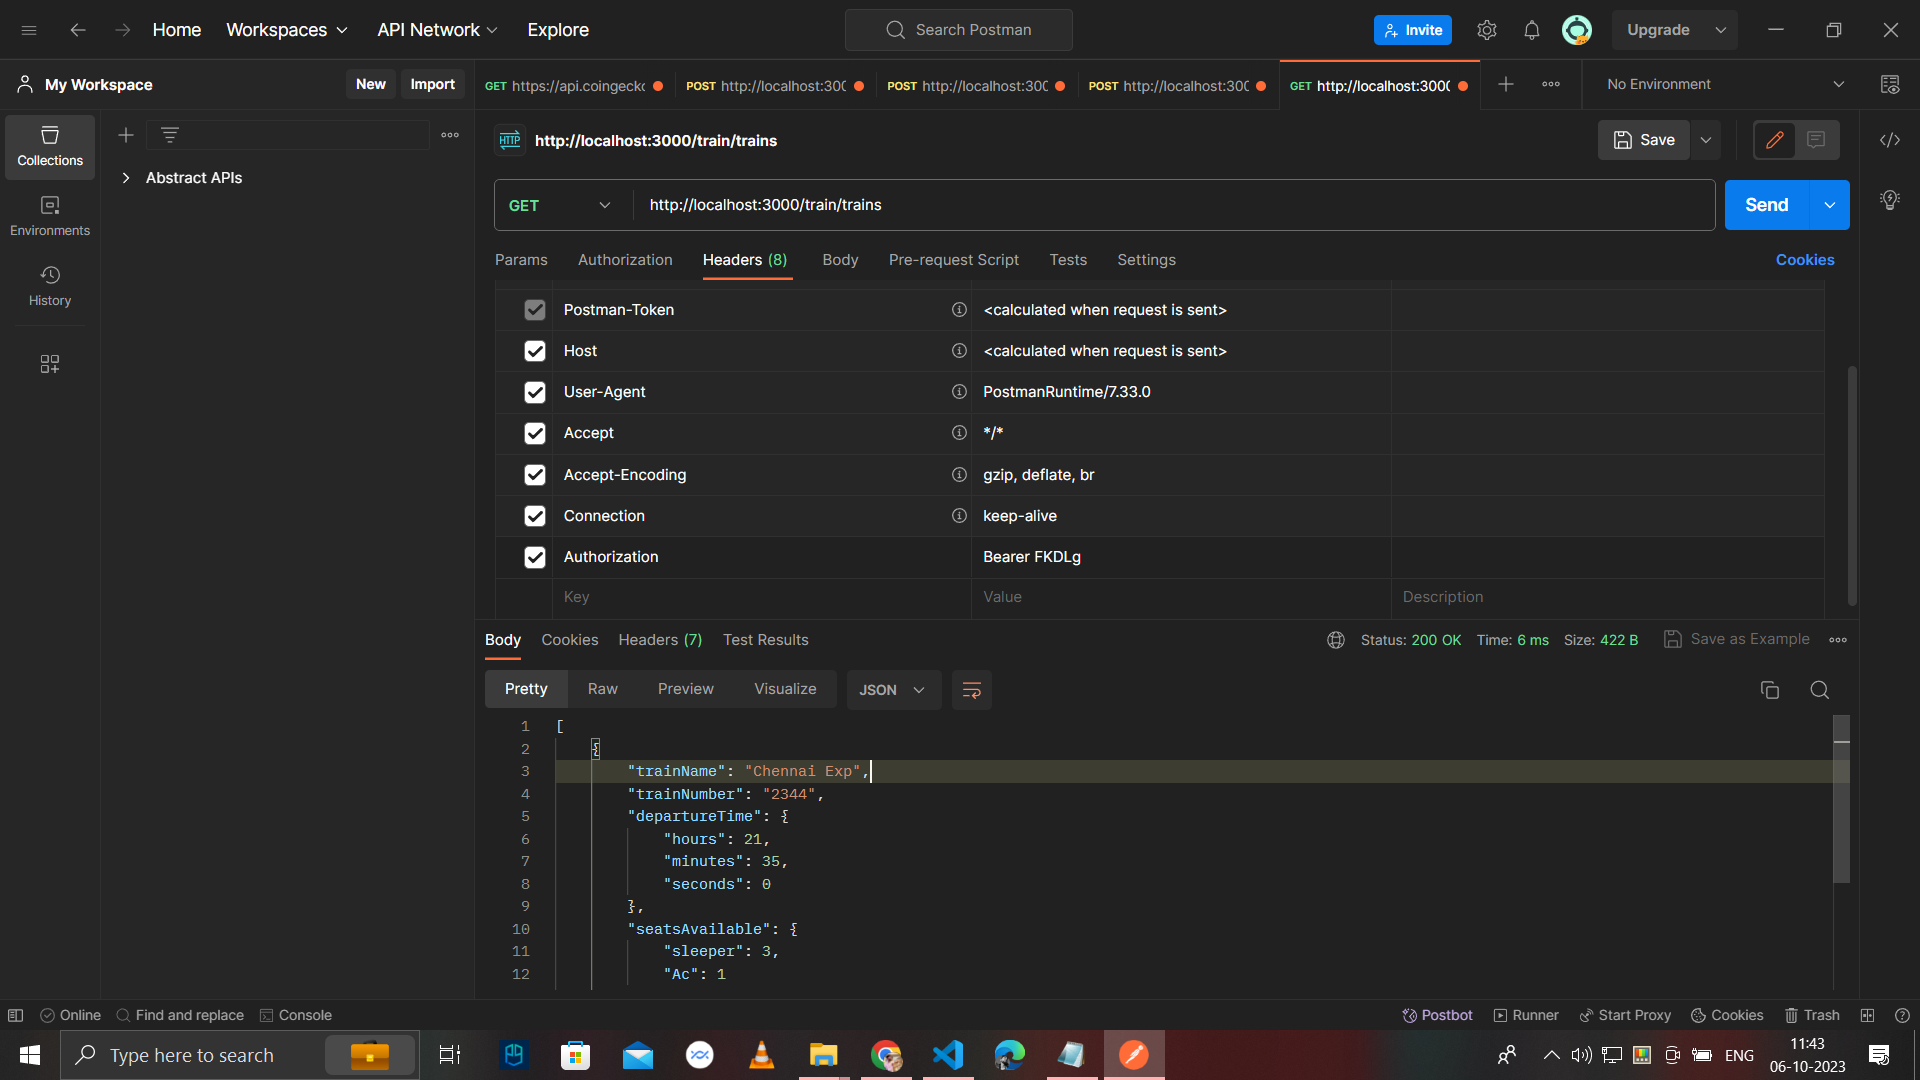 Home Workspaces API Network Explore Search Postman Invite Upgrade
My Workspace New Import GET https://api.coingeck POST http://localhost:300 POST http://localhost:300 POST http://localhost:300 GET http://localhost:3000 No Environment
HTTP http://localhost:3000/train/trains Save
Collections
Abstract APIs
Environments
History
GET http://localhost:3000/train/trains Send
Params Authorization Headers (8) Body Pre-request Script Tests Settings Cookies
Postman-Token <calculated when request is sent>
Host <calculated when request is sent>
User-Agent PostmanRuntime/7.33.0
Accept */*
Accept-Encoding gzip, deflate, br
Connection keep-alive
Authorization Bearer FKDLg
Key Value Description
Body Cookies Headers (7) Test Results Status: 200 OK Time: 6 ms Size: 422 B Save as Example
Pretty Raw Preview Visualize JSON
1 [
2 {
3 "trainName": "Chennai Exp",
4 "trainNumber": "2344",
5 "departureTime": {
6 "hours": 21,
7 "minutes": 35,
8 "seconds": 0
9 },
10 "seatsAvailable": {
11 "sleeper": 3,
12 "Ac": 1
Online Find and replace Console Postbot Runner Start Proxy Cookies Trash
Type here to search ENG 11:43
06-10-2023